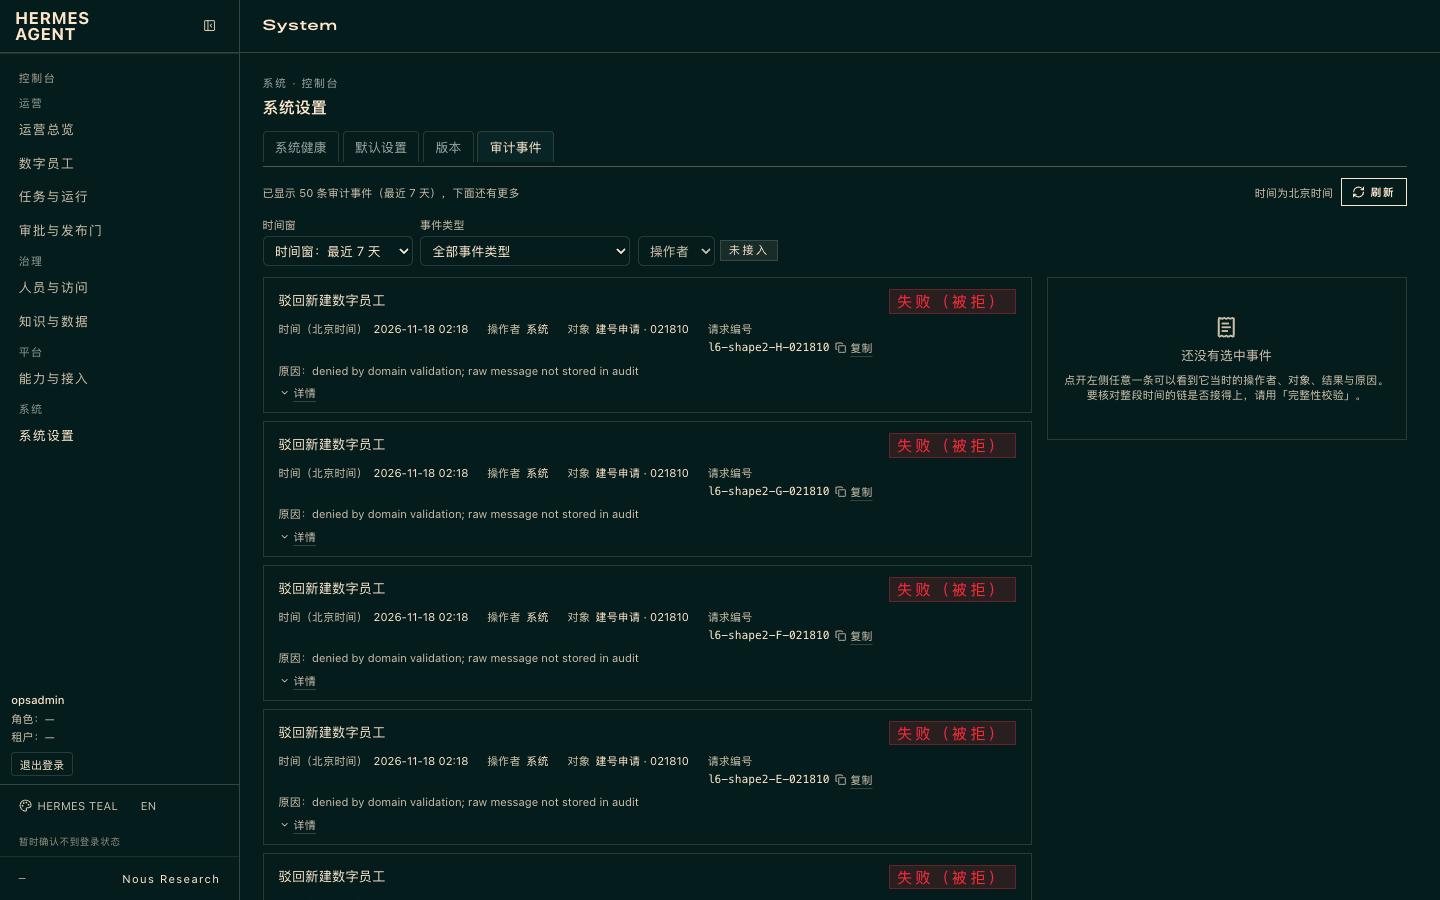 HERMES
AGENT
System
控制台
运营
运营总览
数字员工
任务与运行
审批与发布门
治理
人员与访问
知识与数据
平台
能力与接入
系统
系统设置
opsadmin
角色：—
租户：—
退出登录
HERMES TEAL EN
暂时确认不到登录状态
— Nous Research
系统 · 控制台
系统设置
系统健康 默认设置 版本 审计事件
已显示 50 条审计事件（最近 7 天），下面还有更多
时间为北京时间 刷新
时间窗 事件类型
时间窗：最近 7 天 全部事件类型 操作者 未接入
驳回新建数字员工 失败（被拒）
时间（北京时间） 2026-11-18 02:18 操作者 系统 对象 建号申请 · 021810 请求编号
l6-shape2-H-021810 复制
原因：denied by domain validation; raw message not stored in audit
详情
驳回新建数字员工 失败（被拒）
时间（北京时间） 2026-11-18 02:18 操作者 系统 对象 建号申请 · 021810 请求编号
l6-shape2-G-021810 复制
原因：denied by domain validation; raw message not stored in audit
详情
驳回新建数字员工 失败（被拒）
时间（北京时间） 2026-11-18 02:18 操作者 系统 对象 建号申请 · 021810 请求编号
l6-shape2-F-021810 复制
原因：denied by domain validation; raw message not stored in audit
详情
驳回新建数字员工 失败（被拒）
时间（北京时间） 2026-11-18 02:18 操作者 系统 对象 建号申请 · 021810 请求编号
l6-shape2-E-021810 复制
原因：denied by domain validation; raw message not stored in audit
详情
驳回新建数字员工 失败（被拒）
还没有选中事件
点开左侧任意一条可以看到它当时的操作者、对象、结果与原因。
要核对整段时间的链是否接得上，请用「完整性校验」。